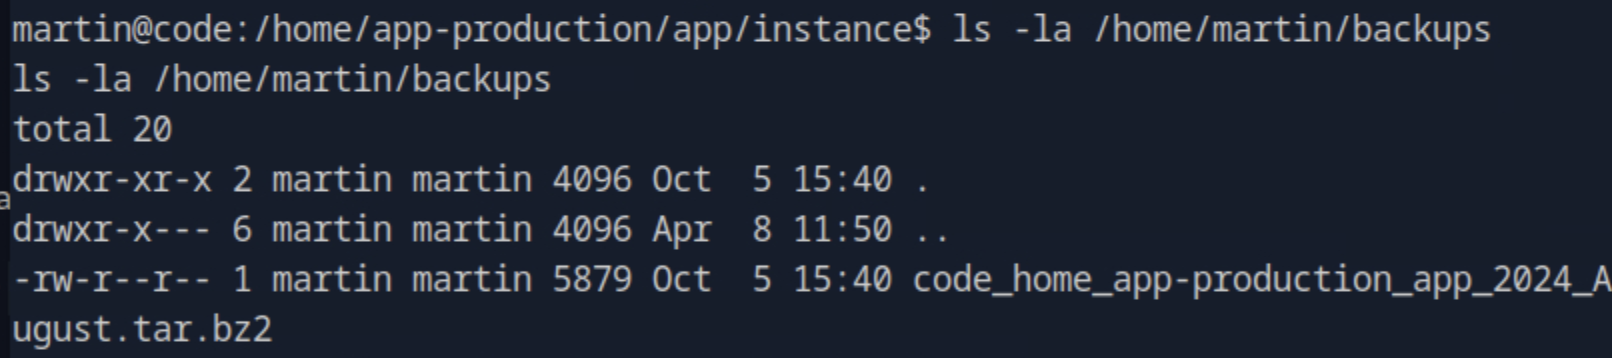 martin@code:/home/app-production/app/instance$ ls -la /home/martin/backups
ls -la /home/martin/backups
total 20
drwxr-xr-x 2 martin martin 4096 Oct  5 15:40 .
drwxr-x--- 6 martin martin 4096 Apr  8 11:50 ..
-rw-r--r-- 1 martin martin 5879 Oct  5 15:40 code_home_app-production_app_2024_A
ugust.tar.bz2